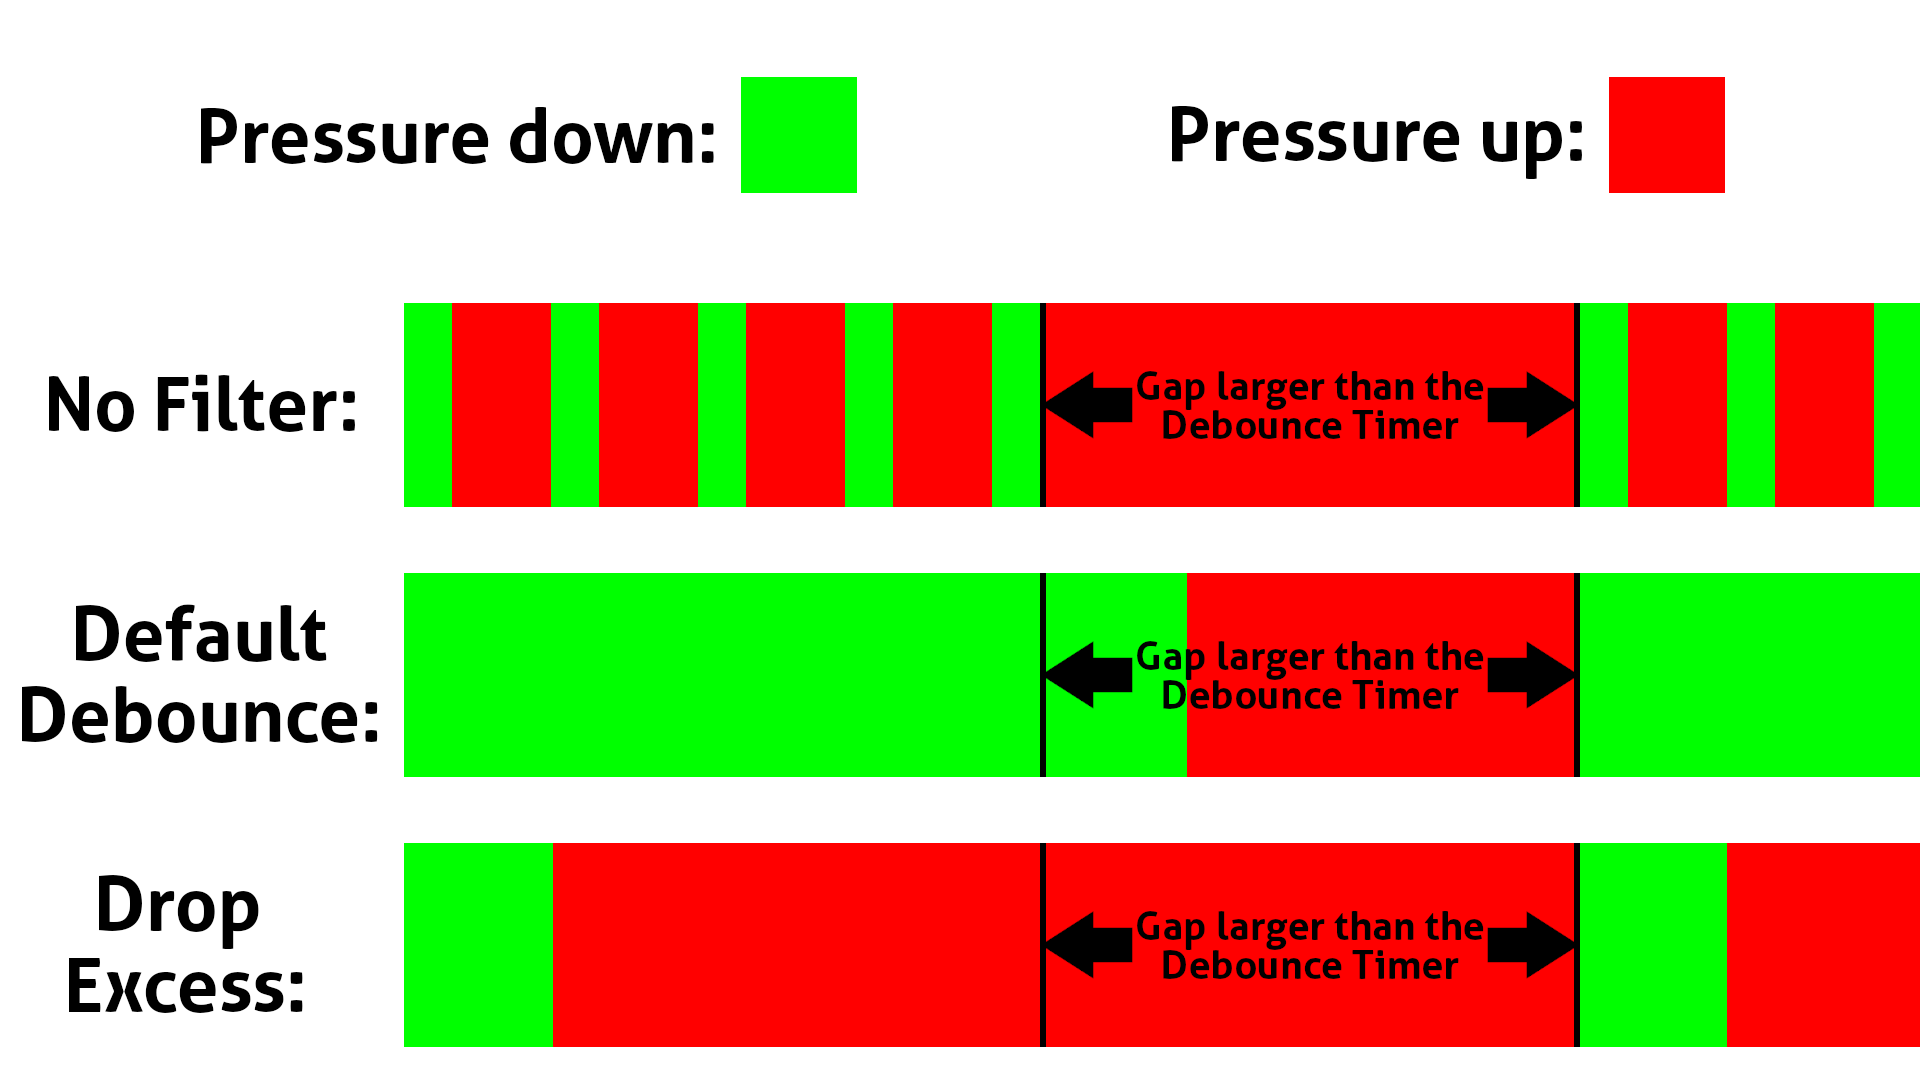 Pressure down:
Pressure up:
No Filter:
Gap larger than the
Debounce Timer
Default
Debounce:
Gap larger than the
Debounce Timer
Drop
Excess:
Gap larger than the
Debounce Timer